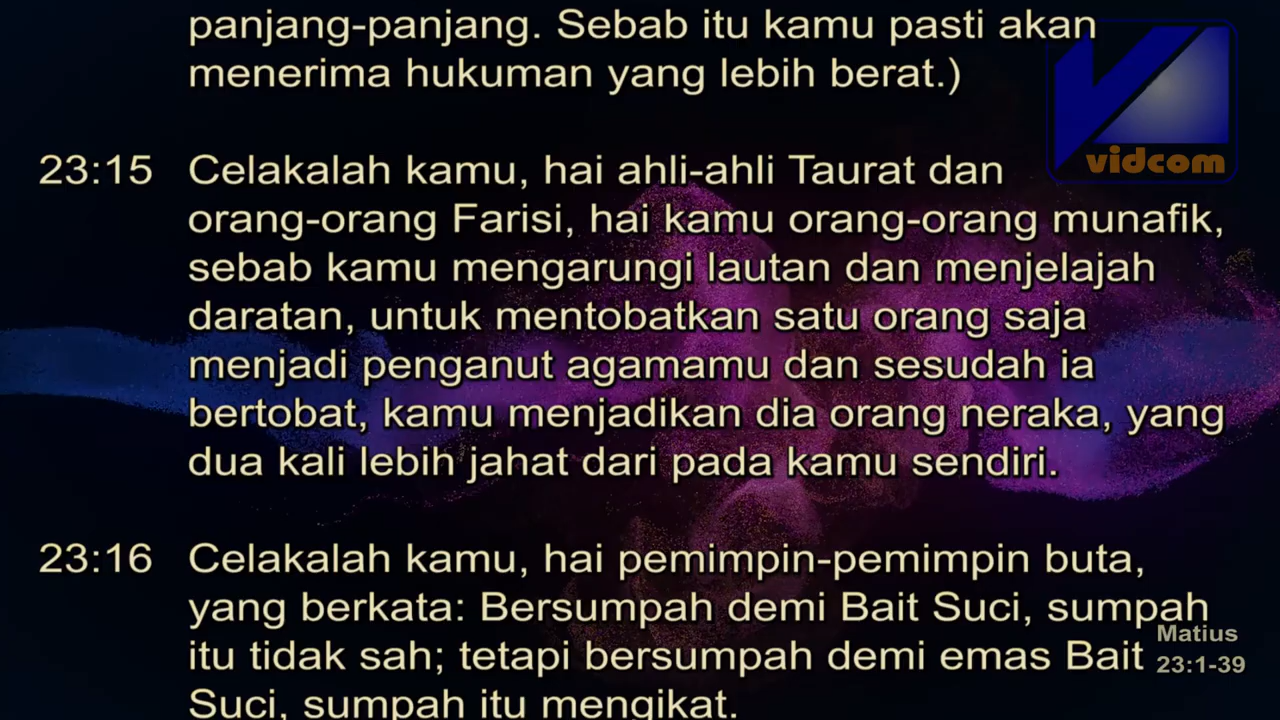 panjang-panjang. Sebab itu kamu pasti akan
menerima hukuman yang lebih berat.)
vidcom
23:15 Celakalah kamu, hai ahli-ahli Taurat dan
orang-orang Farisi, hai kamu orang-orang munafik,
sebab kamu mengarungi lautan dan menjelajah
daratan, untuk mentobatkan satu orang saja
menjadi penganut agamamu dan sesudah ia
bertobat, kamu menjadikan dia orang neraka, yang
dua kali lebih jahat dari pada kamu sendiri.
23:16 Celakalah kamu, hai pemimpin-pemimpin buta,
yang berkata: Bersumpah demi Bait Suci, sumpah
itu tidak sah; tetapi bersumpah demi emas Bait
Suci, sumpah itu mengikat.
Matius
23:1-39